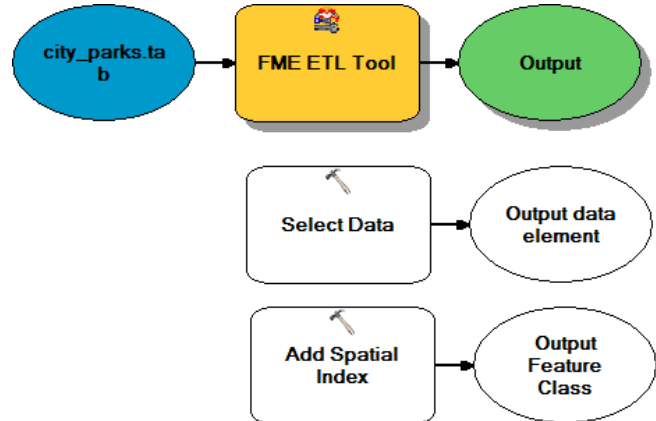 city_parks.ta
b
FME ETL Tool
Output
Select Data
Output data
element
Add Spatial
Index
Output
Feature
Class